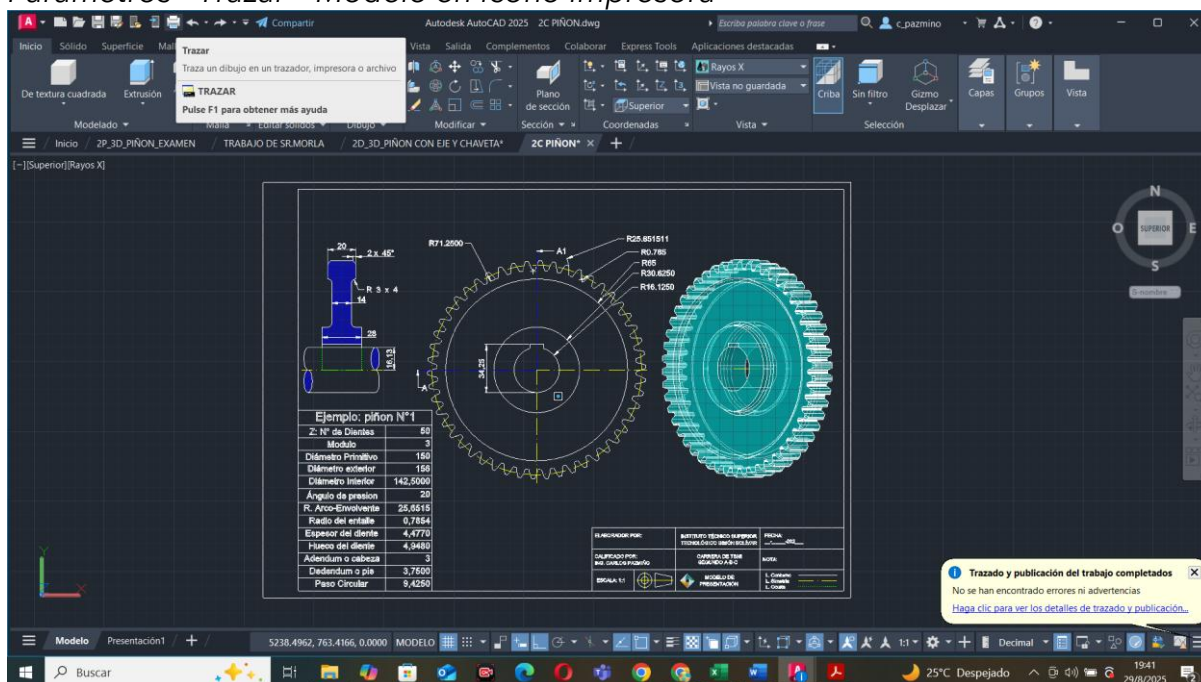 Parámetros - Trazar - Modelo en ícono impresora
Compartir
Autodesk AutoCAD 2025 2C PIÑON.dwg
Escriba palabra clave o frase
c_pazmino
Inicio Sólido Superficie Mall
Vista Salida Complementos Colaborar Express Tools Aplicaciones destacadas
Trazar
Traza un dibujo en un trazador, impresora o archivo
TRAZAR
Pulse F1 para obtener más ayuda
De textura cuadrada
Extrusión
Plano
de sección
Superior
Rayos X
Vista no guardada
Criba
Sin filtro
Gizmo
Desplazar
Capas
Grupos
Vista
Modelado
Malla
Editar sólidos
Dibujo
Modificar
Sección
Coordenadas
Vista
Selección
Inicio / 2P_3D_PIÑON_EXAMEN / TRABAJO DE SR.MORLA / 2D_3D_PIÑON CON EJE Y CHAVETA* 2C PIÑON*
[−][Superior][Rayos X]
N
O
SUPERIOR
E
S
S-nombre
20
2 x 45°
R 3 x 4
14
28
16,13
R71.2500
A1
R25.651511
R0.785
R65
R30.6250
R16.1250
34,25
A
Ejemplo: piñon N°1
Z: N° de Dientes 50
Modulo 3
Diámetro Primitivo 150
Diámetro exterior 156
Diámetro Interior 142,5000
Ángulo de presion 20
R. Arco-Envolvente 25,6515
Radio del entalle 0,7854
Espesor del diente 4,4770
Hueco del diente 4,9480
Adendum o cabeza 3
Dedendum o pie 3,7500
Paso Circular 9,4250
ELABORADOR POR:
INSTITUTO TÉCNICO SUPERIOR
TECNOLÓGICO SIMÓN BOLÍVAR
FECHA:
CALIFICADO POR:
ING. CARLOS PAZMIÑO
SEGUNDO A-B-C
NOTA:
ESCALA: 1:1
MODELO DE
PRESENTACIÓN
Y
X
Trazado y publicación del trabajo completados
No se han encontrado errores ni advertencias
Haga clic para ver los detalles de trazado y publicación...
Modelo Presentación1
5238.4962, 763.4166, 0.0000 MODELO
1:1
Decimal
Buscar
25°C Despejado
19:41
29/8/2025